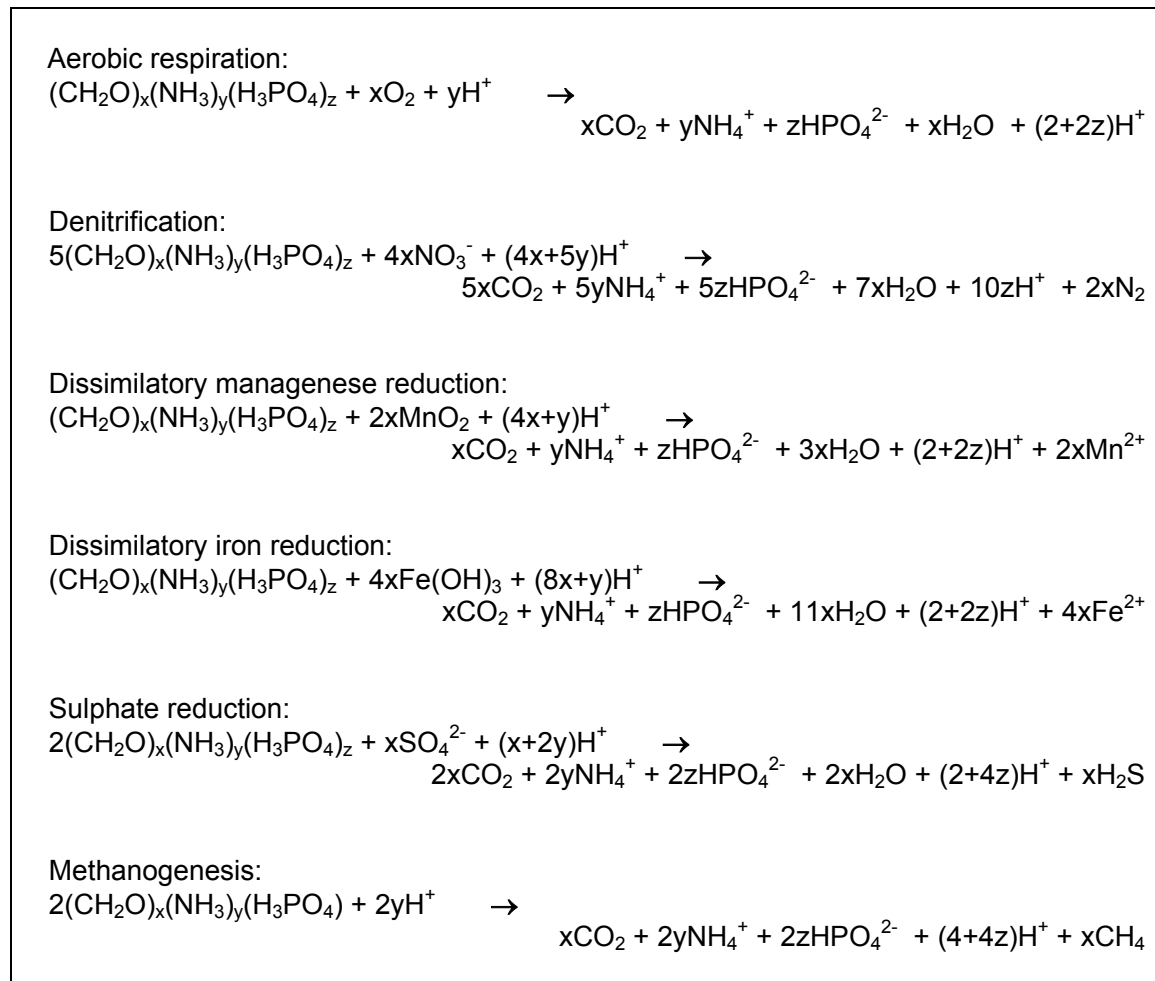 Aerobic respiration:
(CH₂O)ₓ(NH₃)ᵧ(H₃PO₄)z + xO₂ + yH⁺ →
xCO₂ + yNH₄⁺ + zHPO₄²⁻ + xH₂O + (2+2z)H⁺
Denitrification:
5(CH₂O)ₓ(NH₃)ᵧ(H₃PO₄)z + 4xNO₃⁻ + (4x+5y)H⁺ →
5xCO₂ + 5yNH₄⁺ + 5zHPO₄²⁻ + 7xH₂O + 10zH⁺ + 2xN₂
Dissimilatory managenese reduction:
(CH₂O)ₓ(NH₃)ᵧ(H₃PO₄)z + 2xMnO₂ + (4x+y)H⁺ →
xCO₂ + yNH₄⁺ + zHPO₄²⁻ + 3xH₂O + (2+2z)H⁺ + 2xMn²⁺
Dissimilatory iron reduction:
(CH₂O)ₓ(NH₃)ᵧ(H₃PO₄)z + 4xFe(OH)₃ + (8x+y)H⁺ →
xCO₂ + yNH₄⁺ + zHPO₄²⁻ + 11xH₂O + (2+2z)H⁺ + 4xFe²⁺
Sulphate reduction:
2(CH₂O)ₓ(NH₃)ᵧ(H₃PO₄)z + xSO₄²⁻ + (x+2y)H⁺ →
2xCO₂ + 2yNH₄⁺ + 2zHPO₄²⁻ + 2xH₂O + (2+4z)H⁺ + xH₂S
Methanogenesis:
2(CH₂O)ₓ(NH₃)ᵧ(H₃PO₄) + 2yH⁺ →
xCO₂ + 2yNH₄⁺ + 2zHPO₄²⁻ + (4+4z)H⁺ + xCH₄